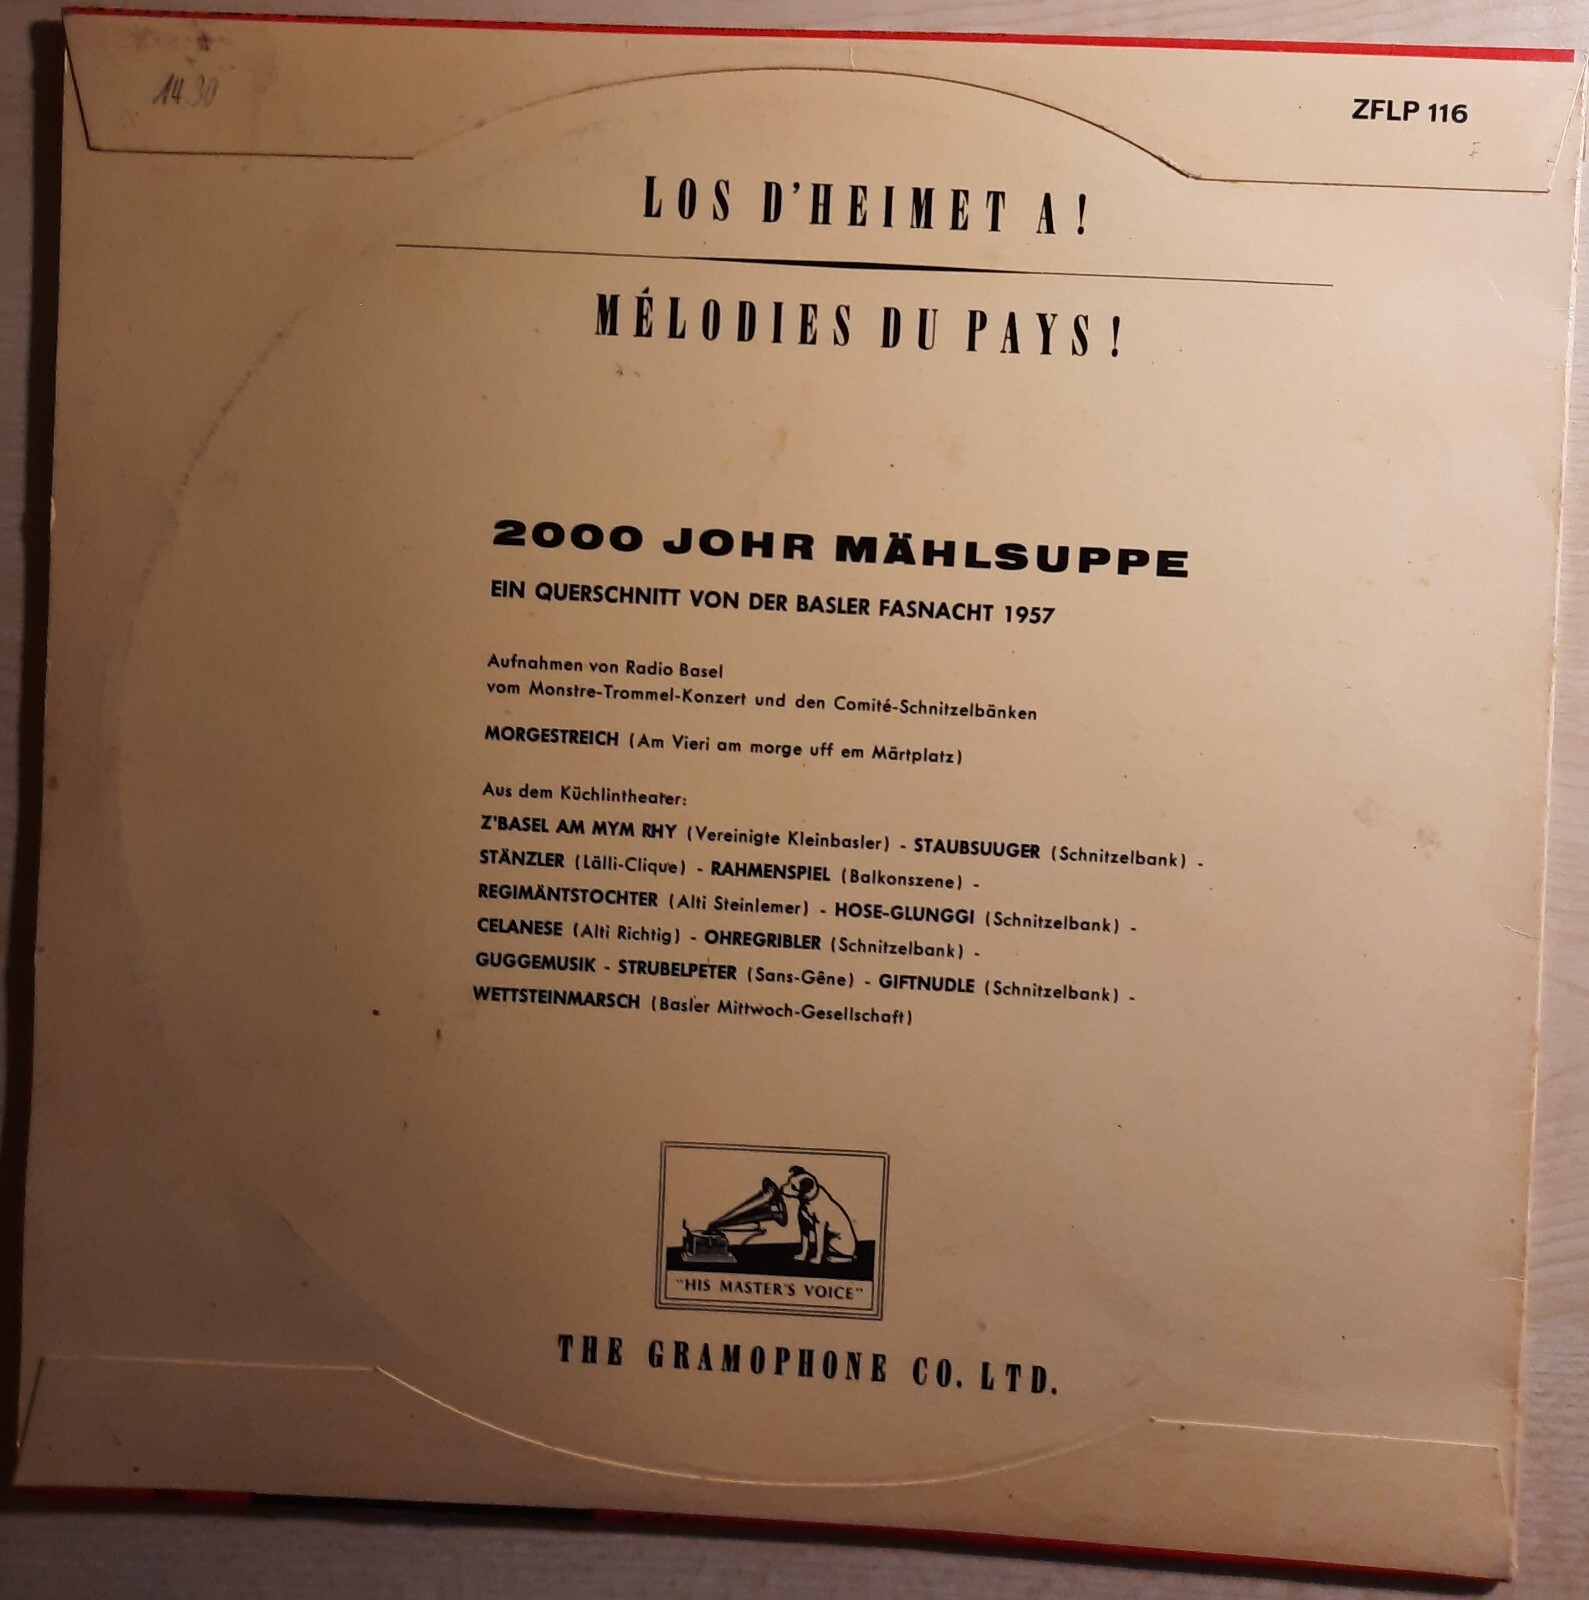 14.30
ZFLP 116
LOS D'HEIMET A!
MÉLODIES DU PAYS!
2000 JOHR MÄHLSUPPE
EIN QUERSCHNITT VON DER BASLER FASNACHT 1957
Aufnahmen von Radio Basel
vom Monstre-Trommel-Konzert und den Comité-Schnitzelbänken
MORGESTREICH (Am Vieri am morge uff em Märtplatz)
Aus dem Küchlintheater:
Z'BASEL AM MYM RHY (Vereinigte Kleinbasler) - STAUBSUUGER (Schnitzelbank) -
STÄNZLER (Lälli-Clique) - RAHMENSPIEL (Balkonszene) -
REGIMÄNTSTOCHTER (Alti Steinlemer) - HOSE-GLUNGGI (Schnitzelbank) -
CELANESE (Alti Richtig) - OHREGRIBLER (Schnitzelbank) -
GUGGEMUSIK - STRUBELPETER (Sans-Gêne) - GIFTNUDLE (Schnitzelbank) -
WETTSTEINMARSCH (Basler Mittwoch-Gesellschaft)
"HIS MASTER'S VOICE"
THE GRAMOPHONE CO. LTD.